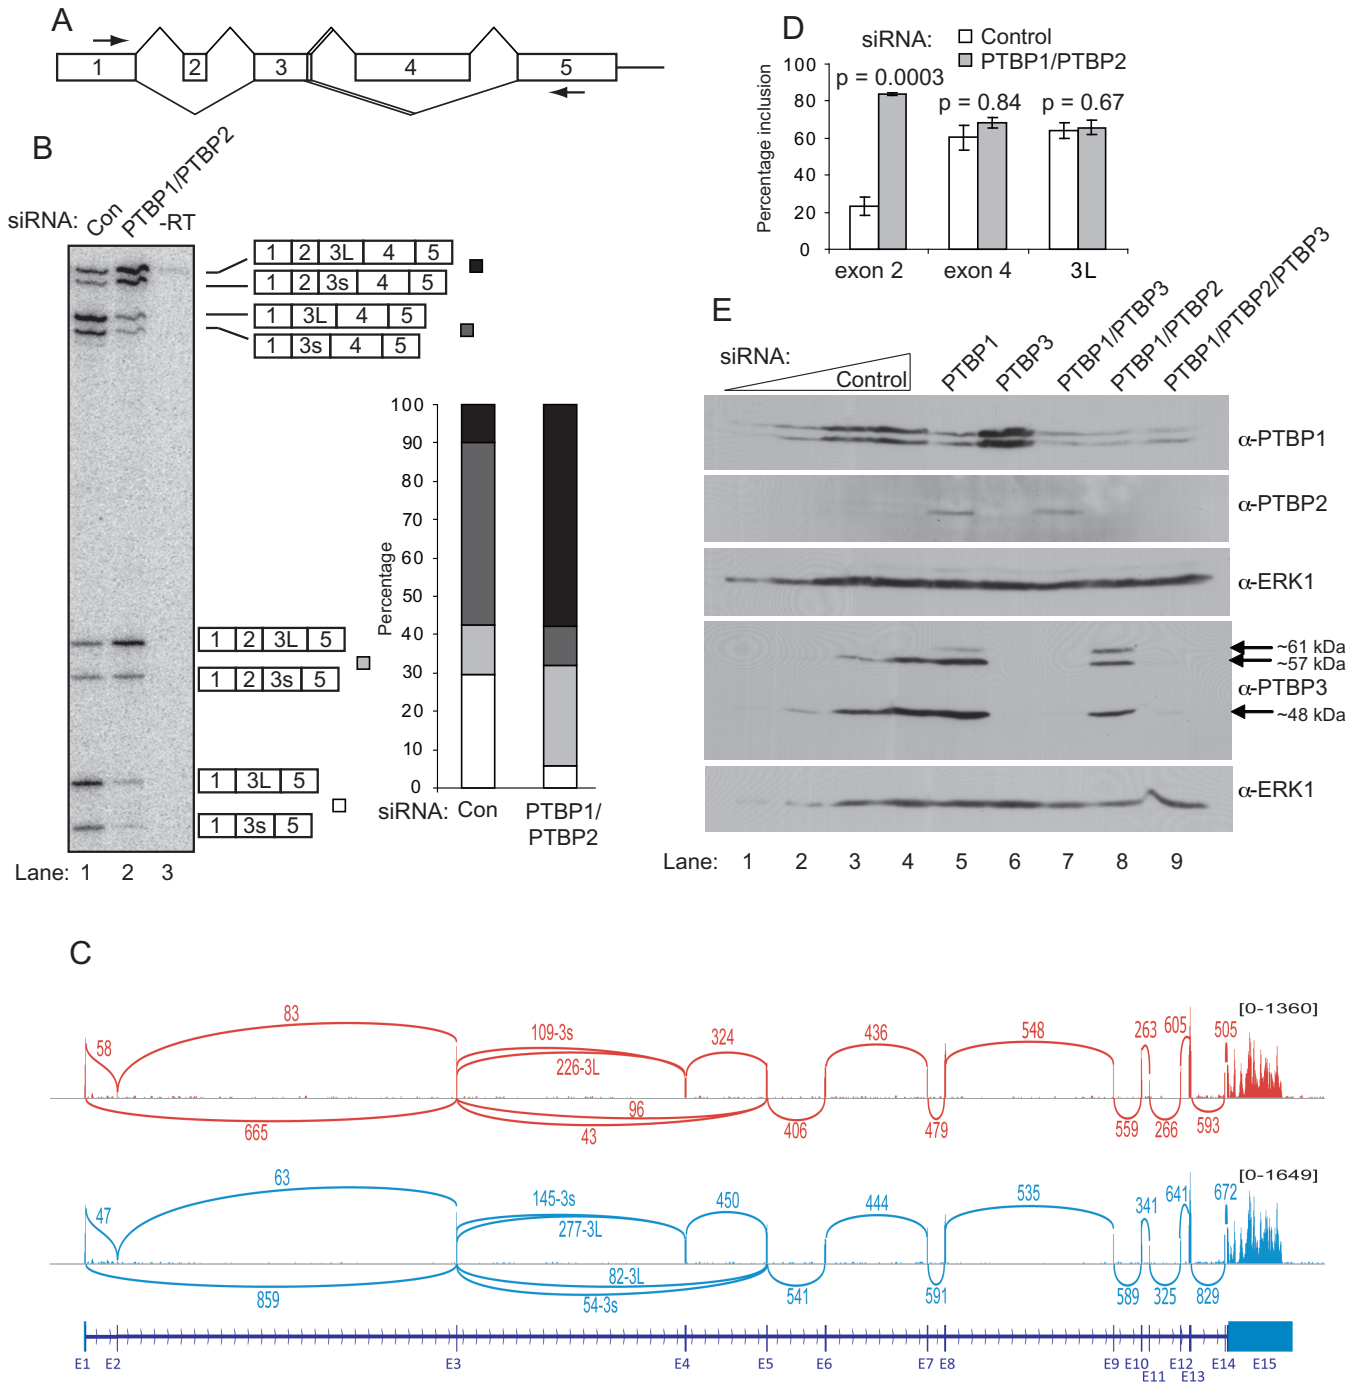 A
1 2 3 4 5
B
siRNA: Con PTBP1/PTBP2 -RT
1 2 3L 4 5
1 2 3s 4 5
1 3L 4 5
1 3s 4 5
1 2 3L 5
1 2 3s 5
1 3L 5
1 3s 5
Lane: 1 2 3
Percentage
100
90
80
70
60
50
40
30
20
10
0
siRNA: Con PTBP1/
PTBP2
D
siRNA: Control
PTBP1/PTBP2
Percentage inclusion
100
80
60
40
20
0
p = 0.0003
p = 0.84 p = 0.67
exon 2 exon 4 3L
E
siRNA: Control PTBP1 PTBP3 PTBP1/PTBP3 PTBP1/PTBP2 PTBP1/PTBP2/PTBP3
α-PTBP1
α-PTBP2
α-ERK1
~61 kDa
~57 kDa
α-PTBP3
~48 kDa
α-ERK1
Lane: 1 2 3 4 5 6 7 8 9
C
[0-1360]
58 83 109-3s 226-3L 324 436 548 263 605 505
665 96 43 406 479 559 266 593
[0-1649]
47 63 145-3s 277-3L 450 444 535 341 641 672
859 82-3L 54-3s 541 591 589 325 829
E1 E2 E3 E4 E5 E6 E7 E8 E9 E10 E11 E12 E13 E14 E15